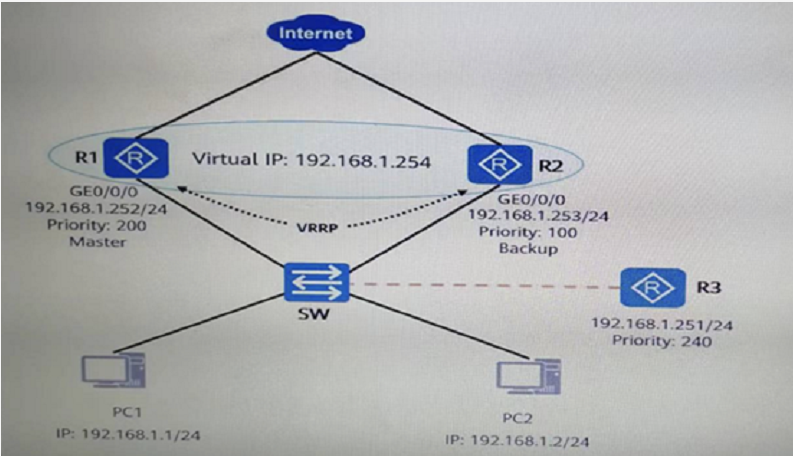 Internet
R1
Virtual IP: 192.168.1.254
R2
GE0/0/0
192.168.1.252/24
Priority: 200
Master
GE0/0/0
192.168.1.253/24
Priority: 100
Backup
VRRP
SW
R3
192.168.1.251/24
Priority: 240
PC1
IP: 192.168.1.1/24
PC2
IP: 192.168.1.2/24
R
R
R